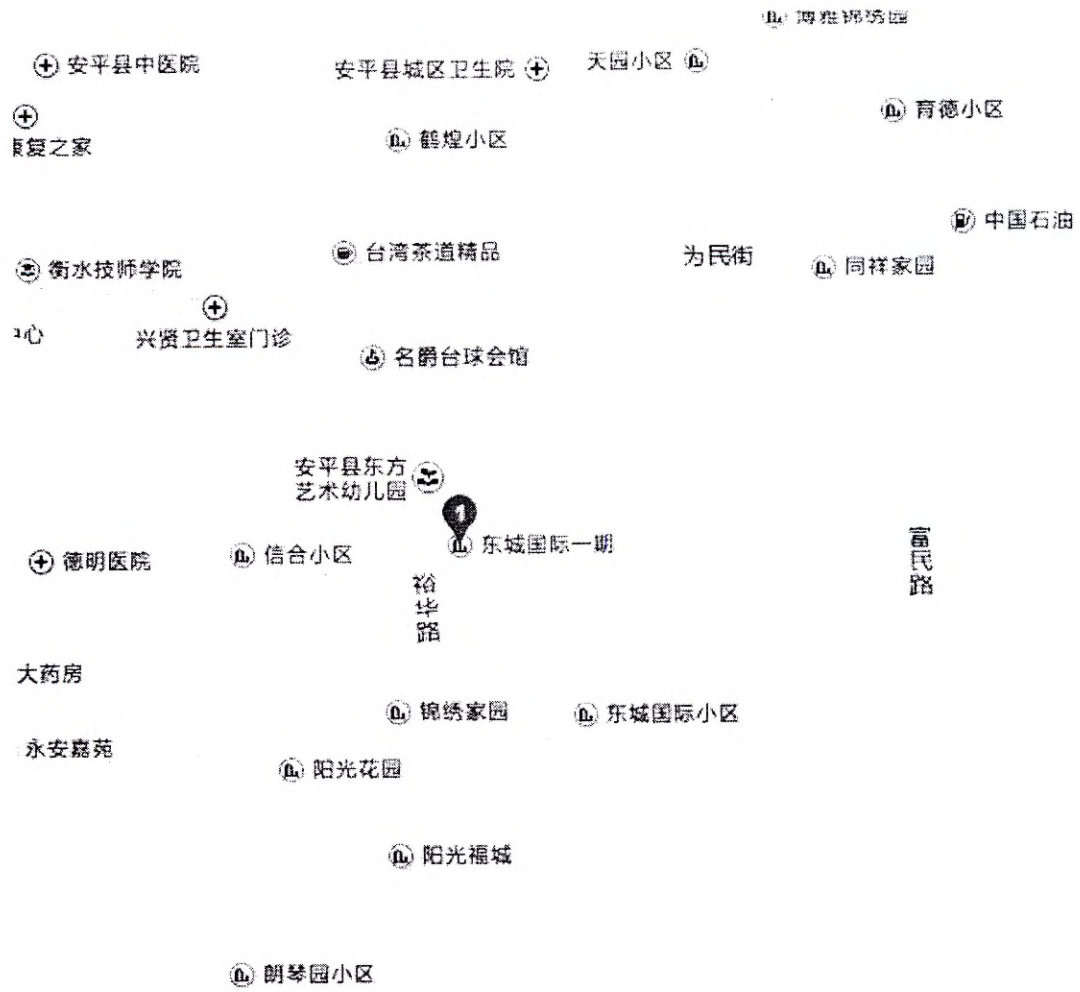 博雅锦绣园
安平县中医院
安平县城区卫生院
天园小区
育德小区
康复之家
鹤煌小区
中国石油
台湾茶道精品
为民街
同祥家园
衡水技师学院
中心
兴贤卫生室门诊
名爵台球会馆
安平县东方
艺术幼儿园
1
东城国际一期
德明医院
信合小区
富民路
裕华路
大药房
锦绣家园
东城国际小区
永安嘉苑
阳光花园
阳光福城
朗琴园小区